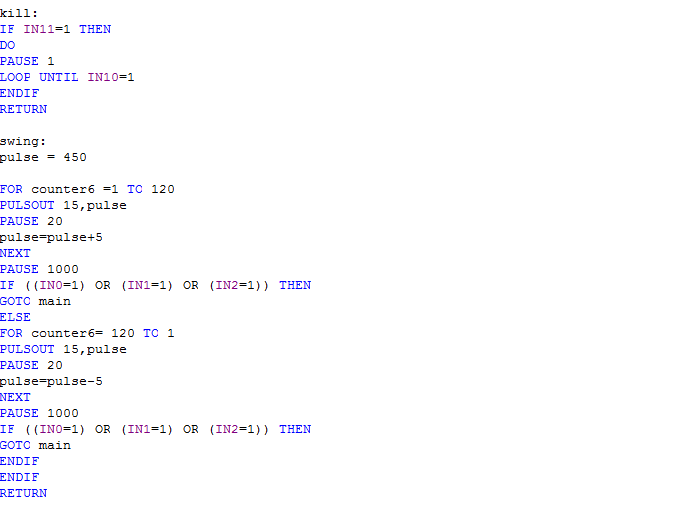 kill:
IF IN11=1 THEN
DO
PAUSE 1
LOOP UNTIL IN10=1
ENDIF
RETURN
swing:
pulse = 450
FOR counter6 =1 TO 120
PULSOUT 15,pulse
PAUSE 20
pulse=pulse+5
NEXT
PAUSE 1000
IF ((IN0=1) OR (IN1=1) OR (IN2=1)) THEN
GOTO main
ELSE
FOR counter6= 120 TO 1
PULSOUT 15,pulse
PAUSE 20
pulse=pulse-5
NEXT
PAUSE 1000
IF ((IN0=1) OR (IN1=1) OR (IN2=1)) THEN
GOTO main
ENDIF
ENDIF
RETURN